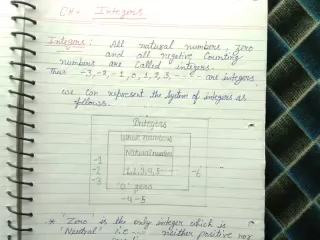 CH- Integers
Integers : All natural numbers, zero
and all negative counting
numbers are called integers.
Thus -3, -2, -1, 0, 1, 2, 3, --- are integers
we can represent the system of integers as
follows.
Integers
whole numbers
Natural number
-1
1,2,3,4,5
-2
-6
-3
"0" zero
-4 -5
* 'Zero' is the only integer which is
'Neutral' i.e --- neither positive nor